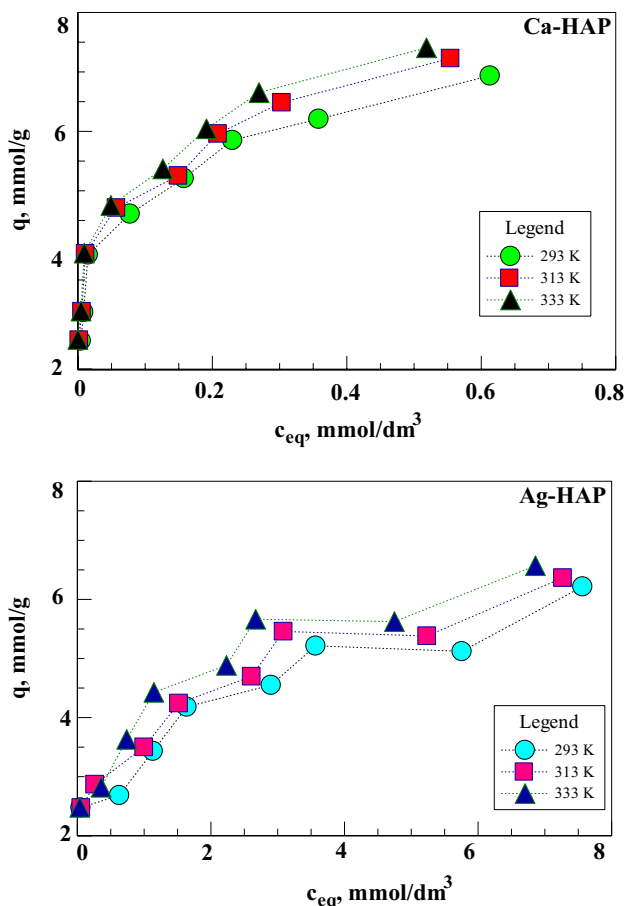 Ca-HAP
8
6
4
2
q, mmol/g
Legend
293 K
313 K
333 K
0
0.2
0.4
0.6
0.8
c_eq, mmol/dm³
Ag-HAP
8
6
4
2
q, mmol/g
Legend
293 K
313 K
333 K
0
2
4
6
8
c_eq, mmol/dm³